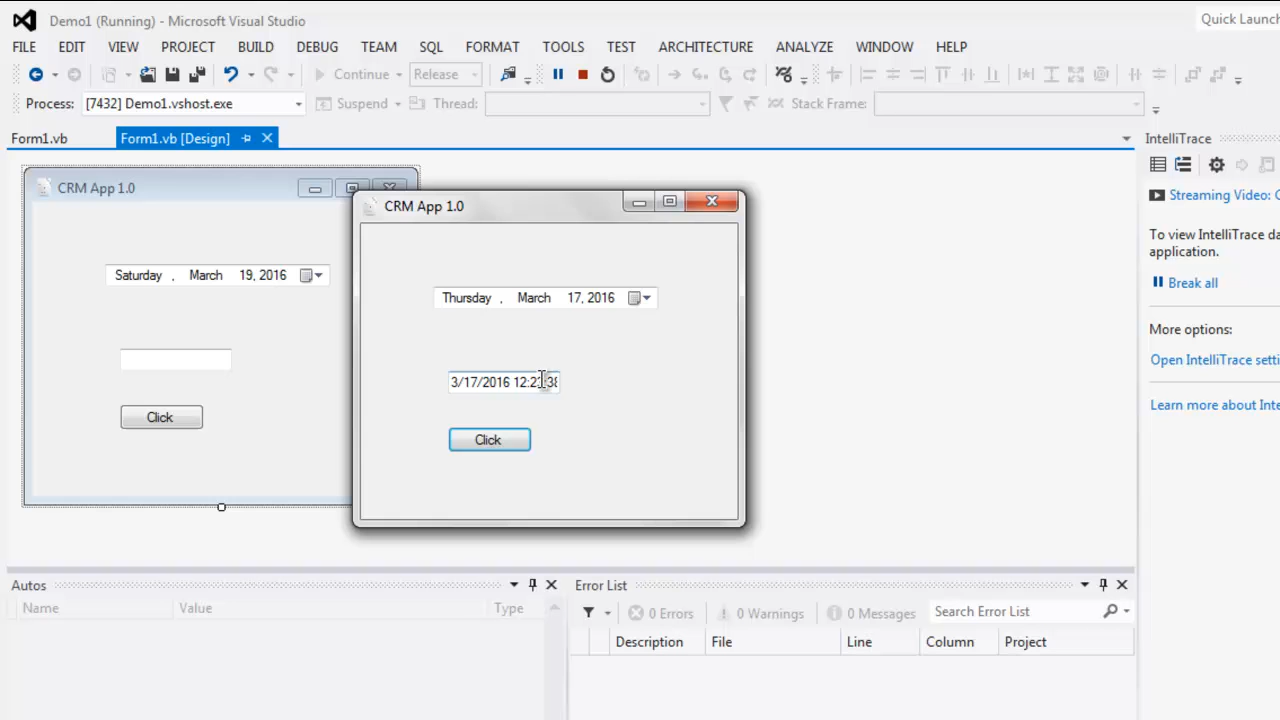 Demo1 (Running) - Microsoft Visual Studio
Quick Launch
FILE EDIT VIEW PROJECT BUILD DEBUG TEAM SQL FORMAT TOOLS TEST ARCHITECTURE ANALYZE WINDOW HELP
Continue Release
Process: [7432] Demo1.vshost.exe Suspend Thread: Stack Frame:
Form1.vb Form1.vb [Design]
IntelliTrace
CRM App 1.0
Saturday , March 19, 2016
Click
CRM App 1.0
Thursday , March 17, 2016
3/17/2016
Click
Streaming Video:
To view IntelliTrace
application.
Break all
More options:
Open IntelliTrace
Learn more about
Autos
Name Value Type
Error List
0 Errors 0 Warnings 0 Messages Search Error List
Description File Line Column Project